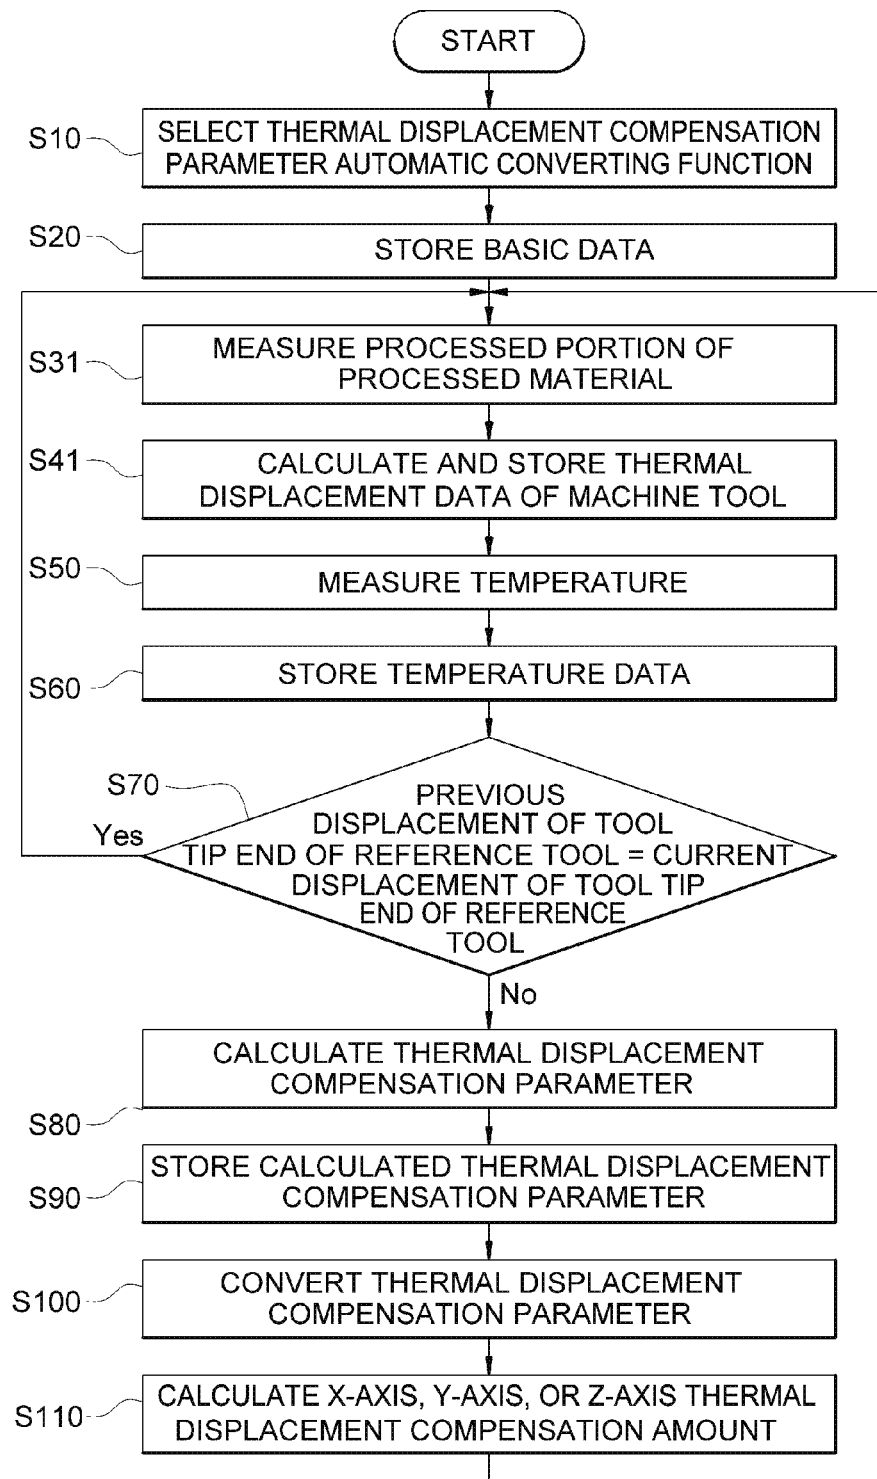 START
S10
SELECT THERMAL DISPLACEMENT COMPENSATION
PARAMETER AUTOMATIC CONVERTING FUNCTION
S20
STORE BASIC DATA
S31
MEASURE PROCESSED PORTION OF
PROCESSED MATERIAL
S41
CALCULATE AND STORE THERMAL
DISPLACEMENT DATA OF MACHINE TOOL
S50
MEASURE TEMPERATURE
S60
STORE TEMPERATURE DATA
S70
Yes
PREVIOUS
DISPLACEMENT OF TOOL
TIP END OF REFERENCE TOOL = CURRENT
DISPLACEMENT OF TOOL TIP
END OF REFERENCE
TOOL
No
S80
CALCULATE THERMAL DISPLACEMENT
COMPENSATION PARAMETER
S90
STORE CALCULATED THERMAL DISPLACEMENT
COMPENSATION PARAMETER
S100
CONVERT THERMAL DISPLACEMENT
COMPENSATION PARAMETER
S110
CALCULATE X-AXIS, Y-AXIS, OR Z-AXIS THERMAL
DISPLACEMENT COMPENSATION AMOUNT